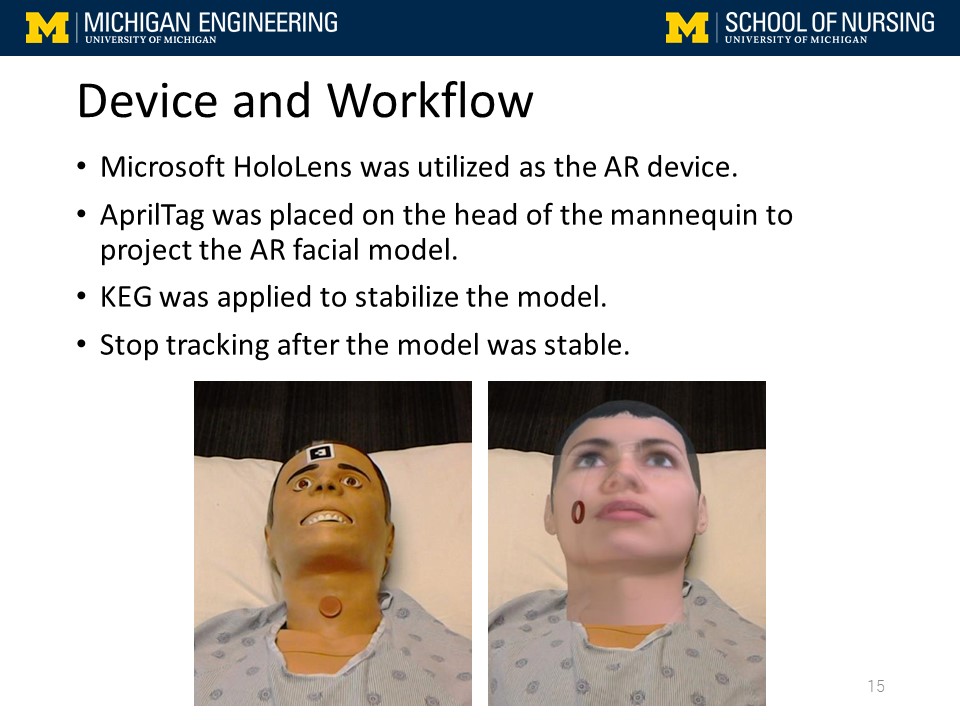 M MICHIGAN ENGINEERING
UNIVERSITY OF MICHIGAN
M SCHOOL OF NURSING
UNIVERSITY OF MICHIGAN
Device and Workflow
• Microsoft HoloLens was utilized as the AR device.
• AprilTag was placed on the head of the mannequin to
project the AR facial model.
• KEG was applied to stabilize the model.
• Stop tracking after the model was stable.
15